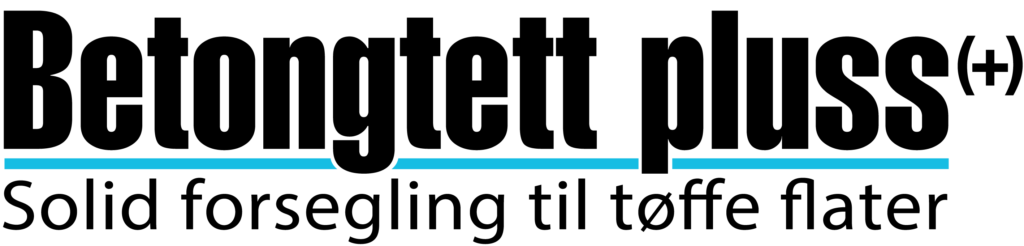 Betongtett pluss(+)
Solid forsegling til tøffe flater